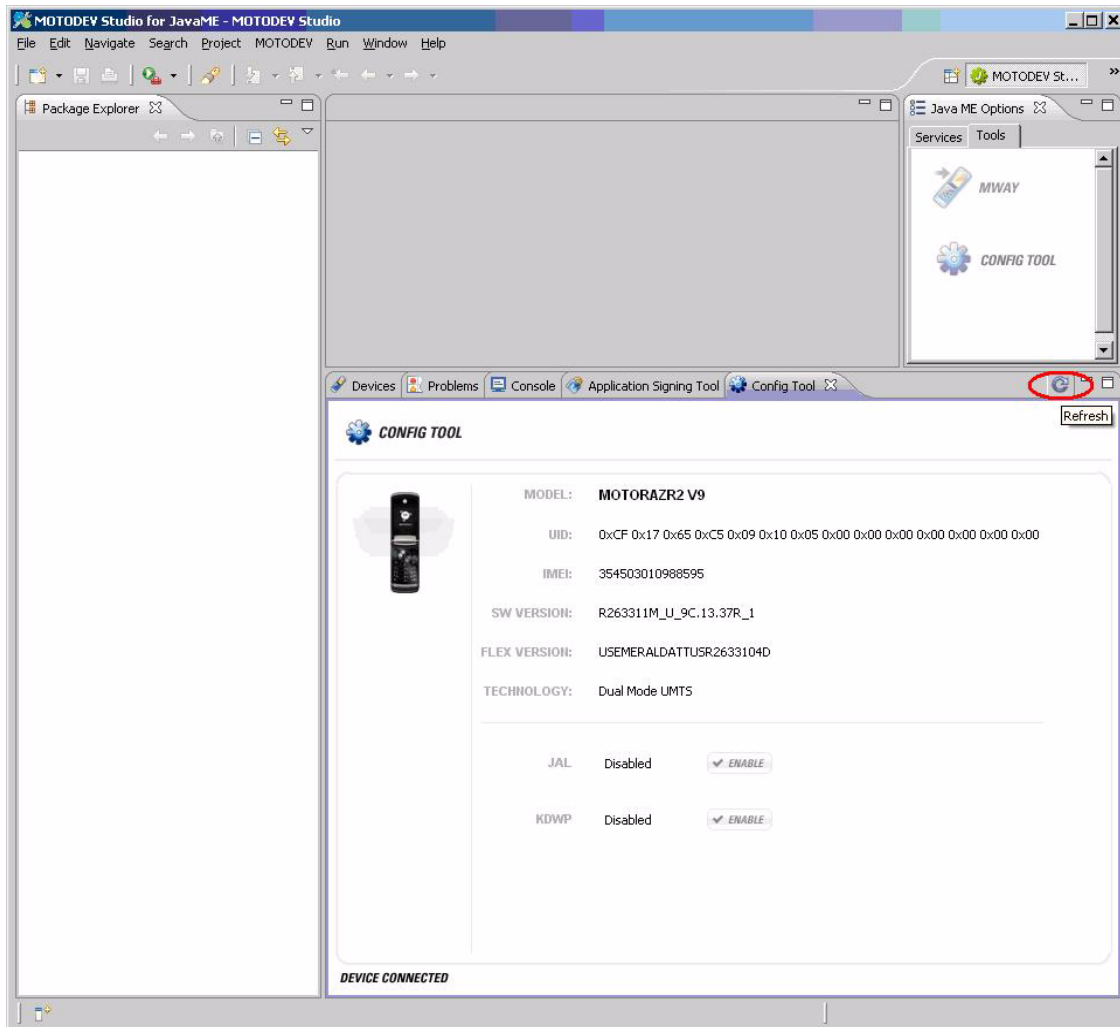 MOTODEV Studio for JavaME - MOTODEV Studio
File Edit Navigate Search Project MOTODEV Run Window Help
MOTODEV St... »
Package Explorer
Java ME Options
Services Tools
MWAY
CONFIG TOOL
Devices Problems Console Application Signing Tool Config Tool
Refresh
CONFIG TOOL
MODEL: MOTORAZR2 V9
UID: 0xCF 0x17 0x65 0xC5 0x09 0x10 0x05 0x00 0x00 0x00 0x00 0x00 0x00 0x00
IMEI: 354503010988595
SW VERSION: R263311M_U_9C.13.37R_1
FLEX VERSION: USEMERALDATTUSR2633104D
TECHNOLOGY: Dual Mode UMTS
JAL Disabled ENABLE
KDWP Disabled ENABLE
DEVICE CONNECTED